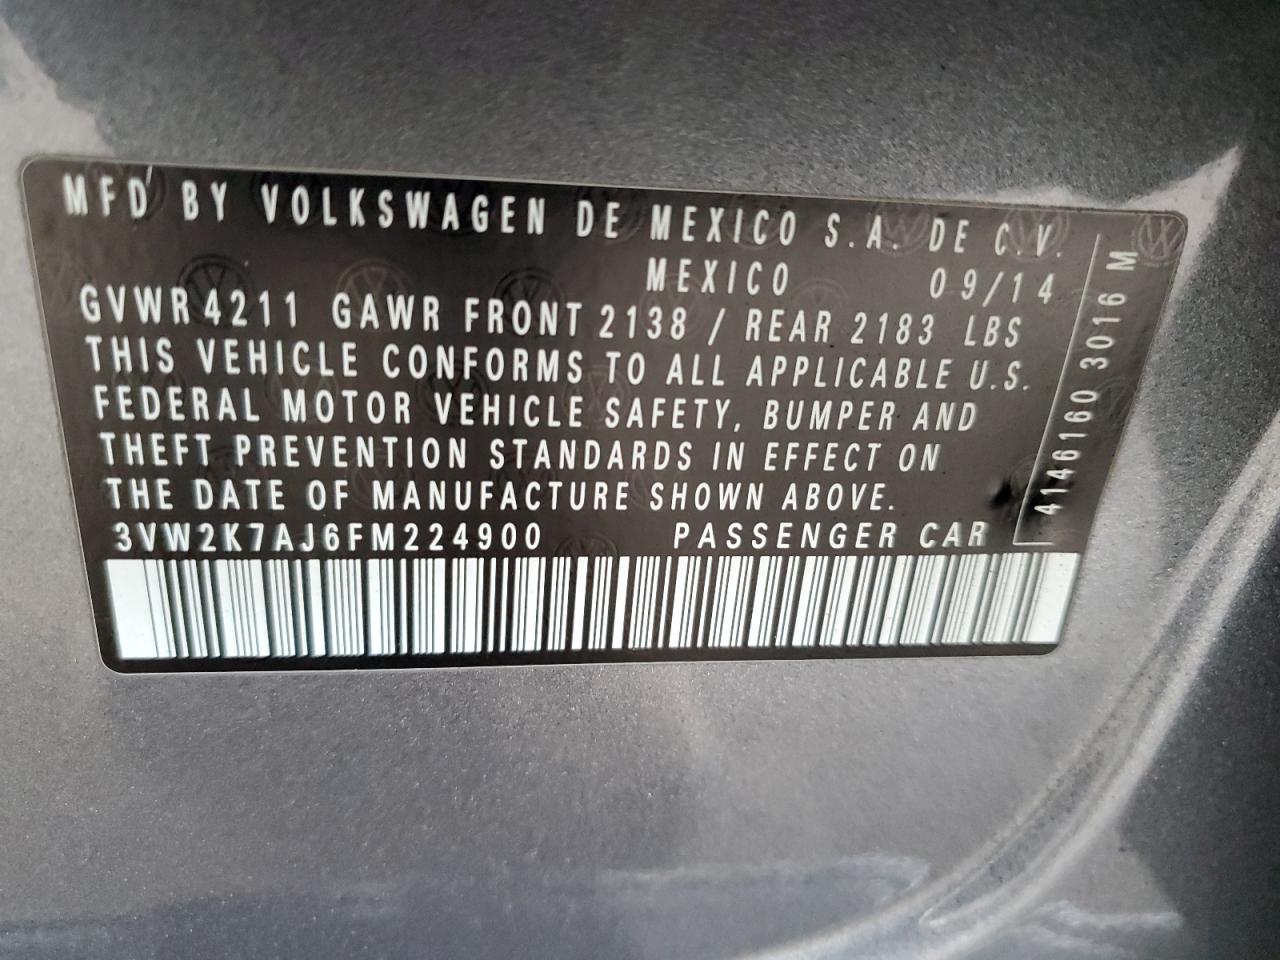 MFD BY VOLKSWAGEN DE MEXICO S.A. DE C.V.
MEXICO 09/14
GVWR 4211 GAWR FRONT 2138 / REAR 2183 LBS
THIS VEHICLE CONFORMS TO ALL APPLICABLE U.S.
FEDERAL MOTOR VEHICLE SAFETY, BUMPER AND
THEFT PREVENTION STANDARDS IN EFFECT ON
THE DATE OF MANUFACTURE SHOWN ABOVE.
3VW2K7AJ6FM224900 PASSENGER CAR
4146160 3016 M